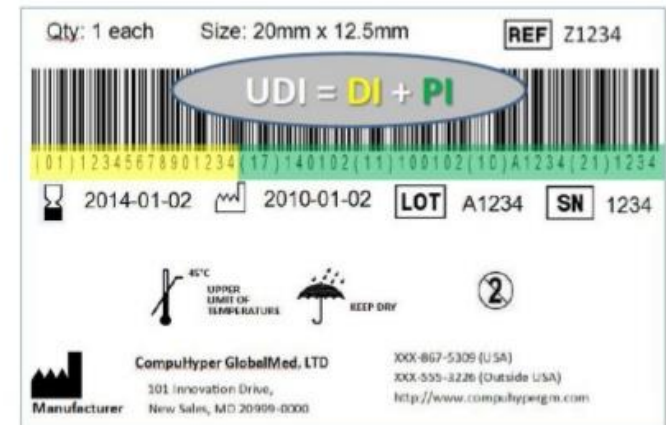 Qty: 1 each Size: 20mm x 12.5mm REF Z1234
UDI = DI + PI
(01)12345678901234(17)140102(11)100102(10)A1234(21)1234
2014-01-02 2010-01-02 LOT A1234 SN 1234
45°C
UPPER
LIMIT OF
TEMPERATURE
KEEP DRY
2
CompuHyper GlobalMed, LTD
101 Innovation Drive,
New Sales, MD 20999-0000
Manufacturer
XXX-867-5309 (USA)
XXX-555-3226 (Outside USA)
http://www.compuhypergm.com